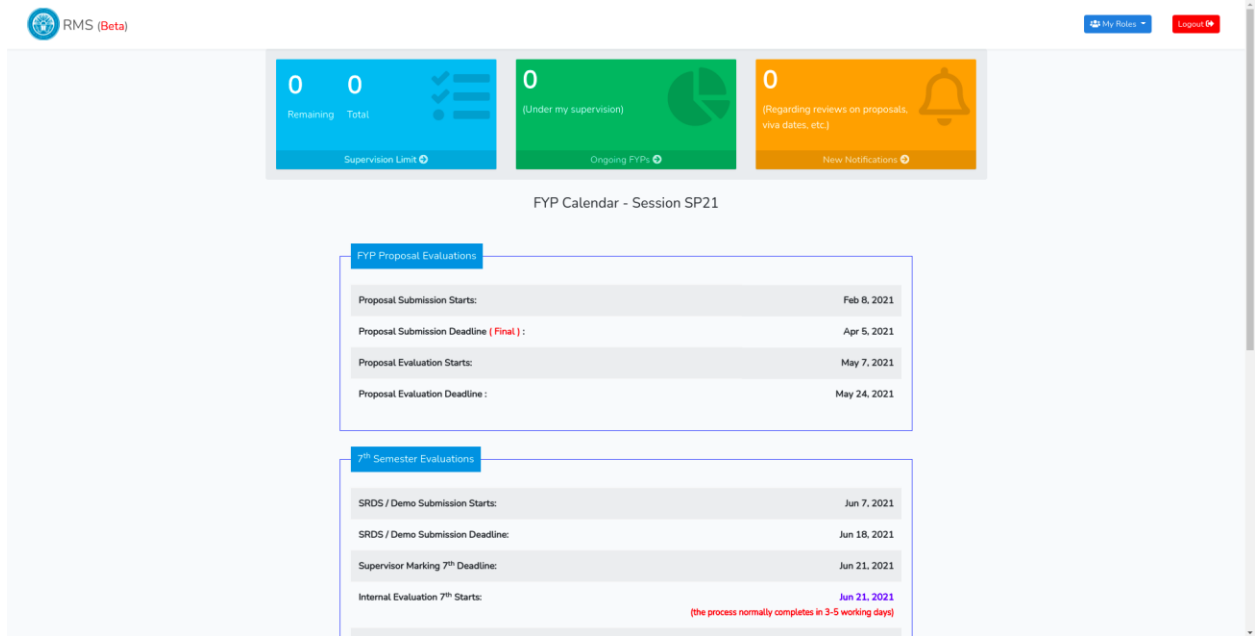 RMS (Beta)
My Roles
Logout
0 0
Remaining Total
Supervision Limit
0
(Under my supervision)
Ongoing FYPs
0
(Regarding reviews on proposals,
viva dates, etc.)
New Notifications
FYP Calendar - Session SP21
FYP Proposal Evaluations
Proposal Submission Starts: Feb 8, 2021
Proposal Submission Deadline ( Final ) : Apr 5, 2021
Proposal Evaluation Starts: May 7, 2021
Proposal Evaluation Deadline : May 24, 2021
7th Semester Evaluations
SRDS / Demo Submission Starts: Jun 7, 2021
SRDS / Demo Submission Deadline: Jun 18, 2021
Supervisor Marking 7th Deadline: Jun 21, 2021
Internal Evaluation 7th Starts: Jun 21, 2021
(the process normally completes in 3-5 working days)